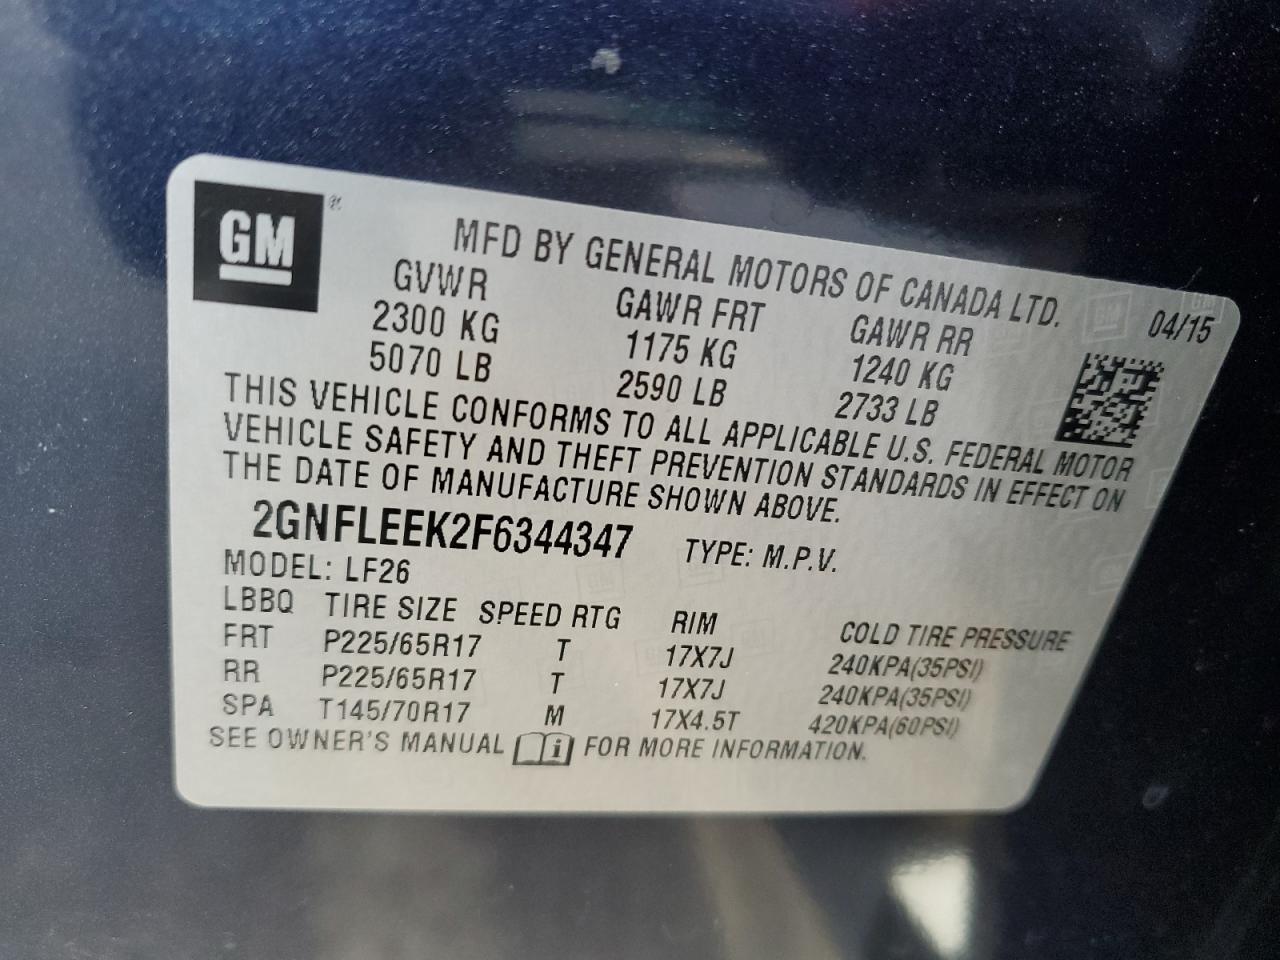 GM ®
MFD BY GENERAL MOTORS OF CANADA LTD.
04/15
GVWR GAWR FRT GAWR RR
2300 KG 1175 KG 1240 KG
5070 LB 2590 LB 2733 LB
THIS VEHICLE CONFORMS TO ALL APPLICABLE U.S. FEDERAL MOTOR
VEHICLE SAFETY AND THEFT PREVENTION STANDARDS IN EFFECT ON
THE DATE OF MANUFACTURE SHOWN ABOVE.
2GNFLEEK2F6344347 TYPE: M.P.V.
MODEL: LF26
LBBQ TIRE SIZE SPEED RTG RIM COLD TIRE PRESSURE
FRT P225/65R17 T 17X7J 240KPA(35PSI)
RR P225/65R17 T 17X7J 240KPA(35PSI)
SPA T145/70R17 M 17X4.5T 420KPA(60PSI)
SEE OWNER'S MANUAL i FOR MORE INFORMATION.